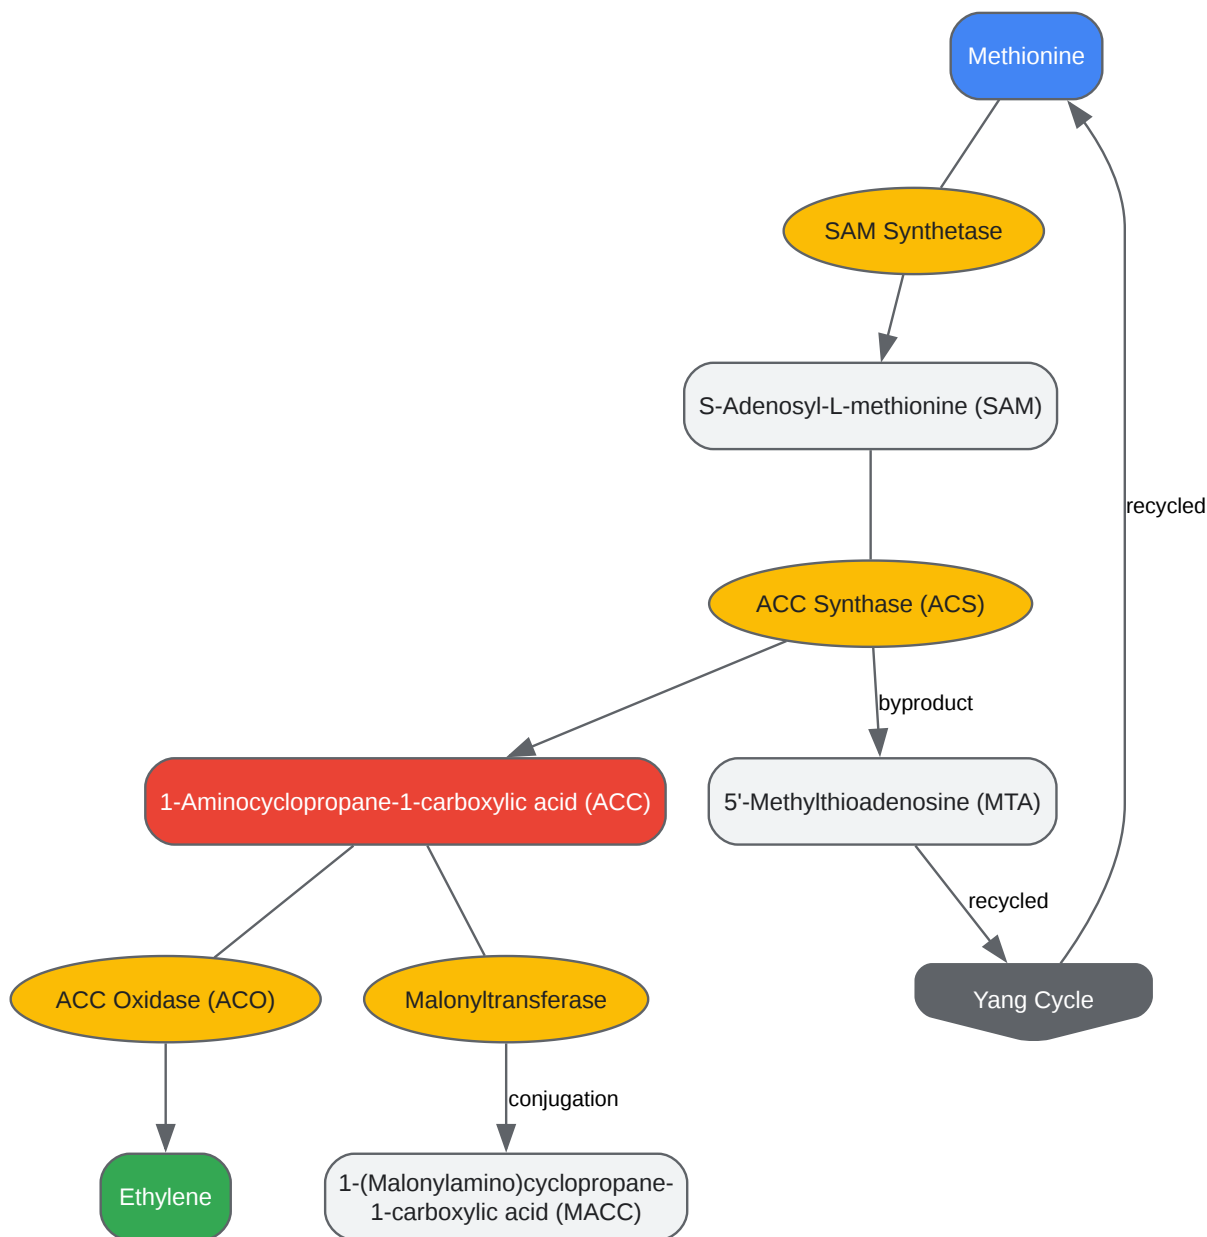 Methionine
SAM Synthetase
S-Adenosyl-L-methionine (SAM)
recycled
ACC Synthase (ACS)
byproduct
1-Aminocyclopropane-1-carboxylic acid (ACC)
5'-Methylthioadenosine (MTA)
recycled
ACC Oxidase (ACO)
Malonyltransferase
Yang Cycle
conjugation
Ethylene
1-(Malonylamino)cyclopropane-
1-carboxylic acid (MACC)